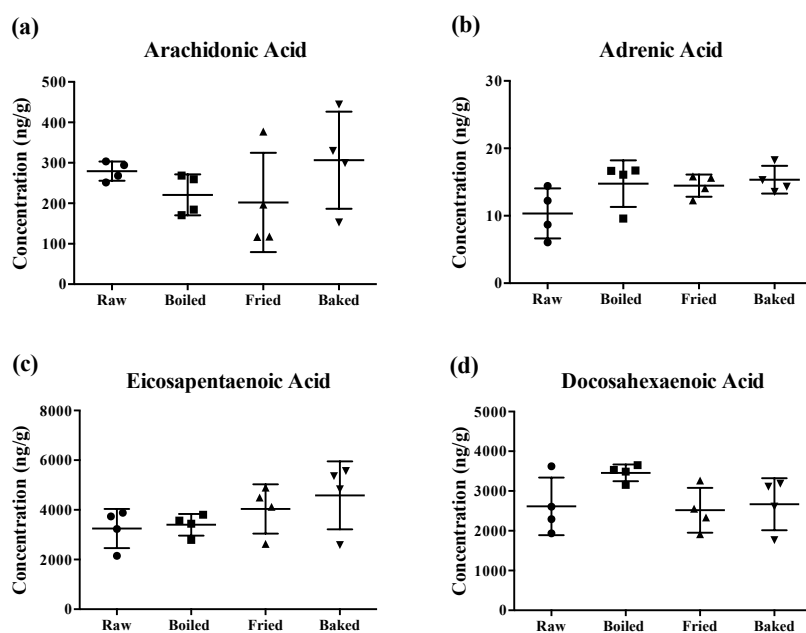 (a)
Arachidonic Acid
Concentration (ng/g)
500
400
300
200
100
0
Raw Boiled Fried Baked
(b)
Adrenic Acid
Concentration (ng/g)
30
20
10
0
Raw Boiled Fried Baked
(c)
Eicosapentaenoic Acid
Concentration (ng/g)
8000
6000
4000
2000
0
Raw Boiled Fried Baked
(d)
Docosahexaenoic Acid
Concentration (ng/g)
5000
4000
3000
2000
1000
0
Raw Boiled Fried Baked